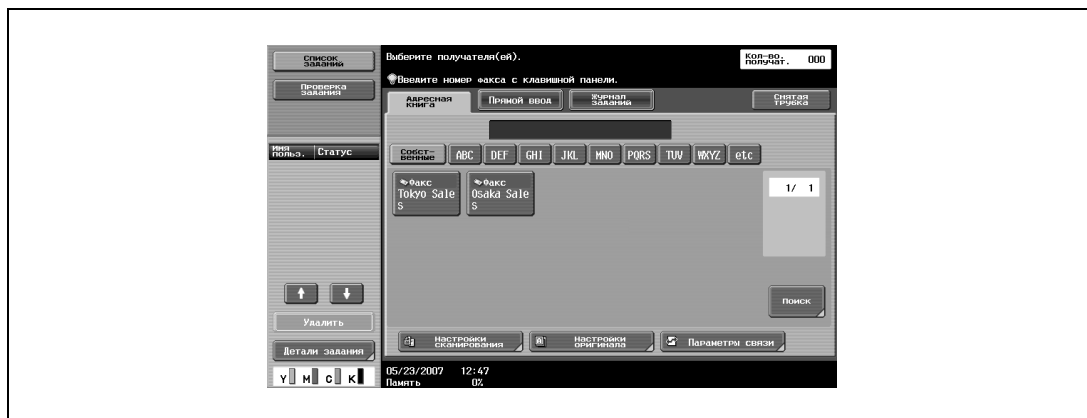 Список
заданий
Проверка
задания
Имя
польз.
Статус
Удалить
Детали задания
Y M C K
Выберите получателя(ей).
Кол-во.
получат. 000
Введите номер факса с клавишной панели.
Адресная
книга
Прямой ввод
Журнал
заданий
Снятая
трубка
Собст-
венные
ABC DEF GHI JKL MNO PQRS TUV WXYZ etc
Факс
Tokyo Sale
s
Факс
Osaka Sale
s
1/ 1
Поиск
Настройки
сканирования
Настройки
оригинала
Параметры связи
05/23/2007 12:47
Память 0%